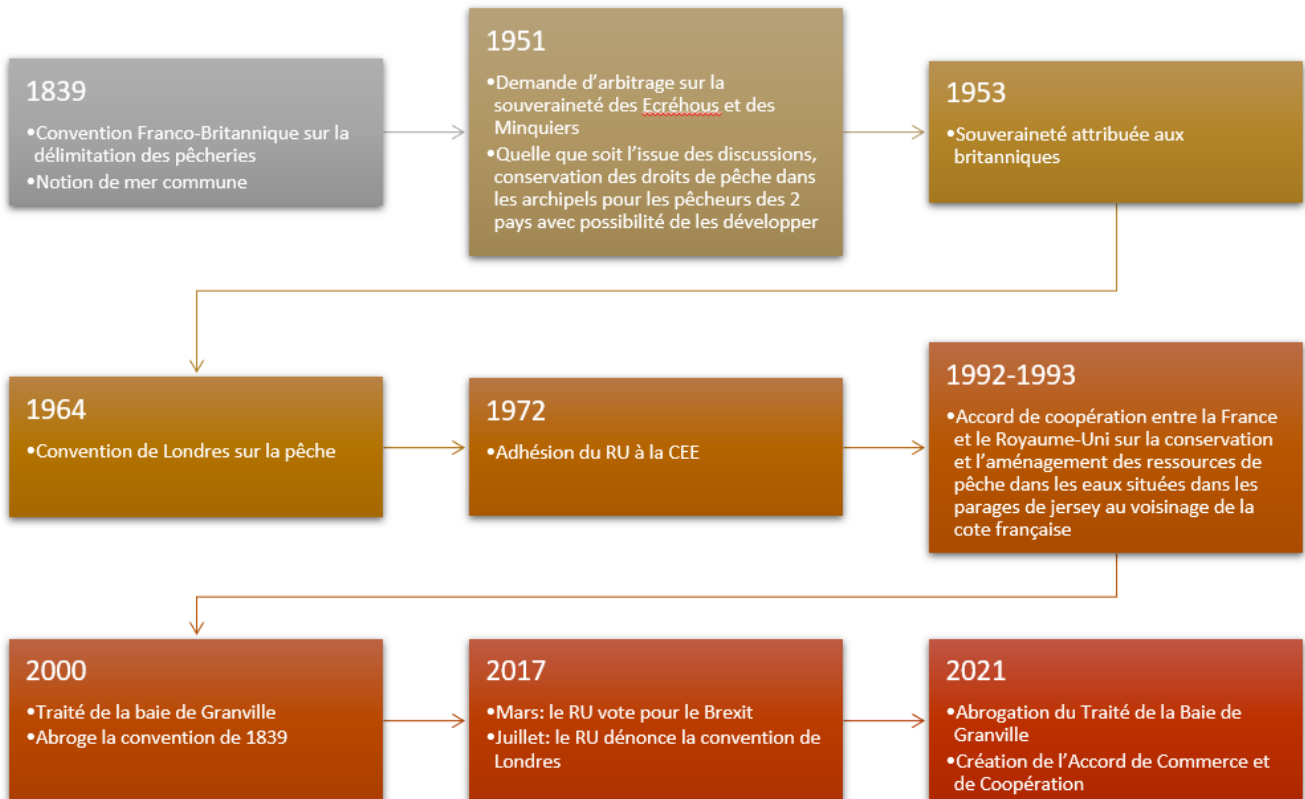 1839
•Convention Franco-Britannique sur la
délimitation des pêcheries
•Notion de mer commune
1951
•Demande d'arbitrage sur la
souveraineté des Ecréhous et des
Minquiers
•Quelle que soit l'issue des discussions,
conservation des droits de pêche dans
les archipels pour les pêcheurs des 2
pays avec possibilité de les développer
1953
•Souveraineté attribuée aux
britanniques
1964
•Convention de Londres sur la pêche
1972
•Adhésion du RU à la CEE
1992-1993
•Accord de coopération entre la France
et le Royaume-Uni sur la conservation
et l'aménagement des ressources de
pêche dans les eaux situées dans les
parages de jersey au voisinage de la
cote française
2000
•Traité de la baie de Granville
•Abroge la convention de 1839
2017
•Mars: le RU vote pour le Brexit
•Juillet: le RU dénonce la convention de
Londres
2021
•Abrogation du Traité de la Baie de
Granville
•Création de l'Accord de Commerce et
de Coopération